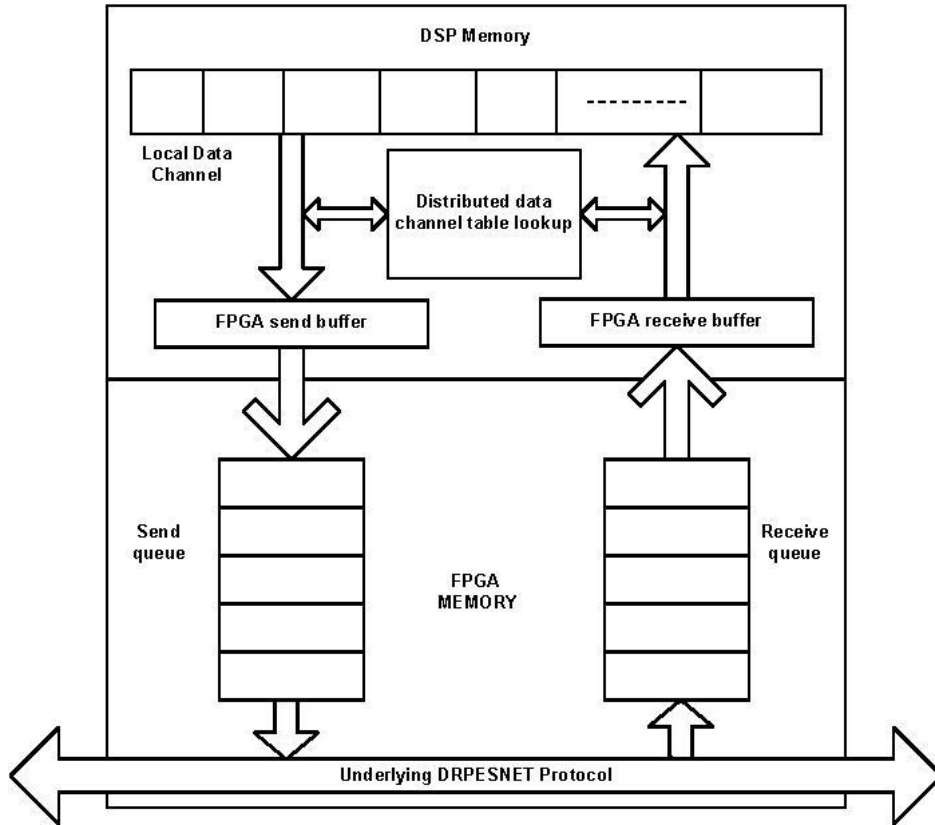 DSP Memory
Local Data
Channel
Distributed data
channel table lookup
FPGA send buffer
FPGA receive buffer
Send
queue
Receive
queue
FPGA
MEMORY
Underlying DRPESNET Protocol